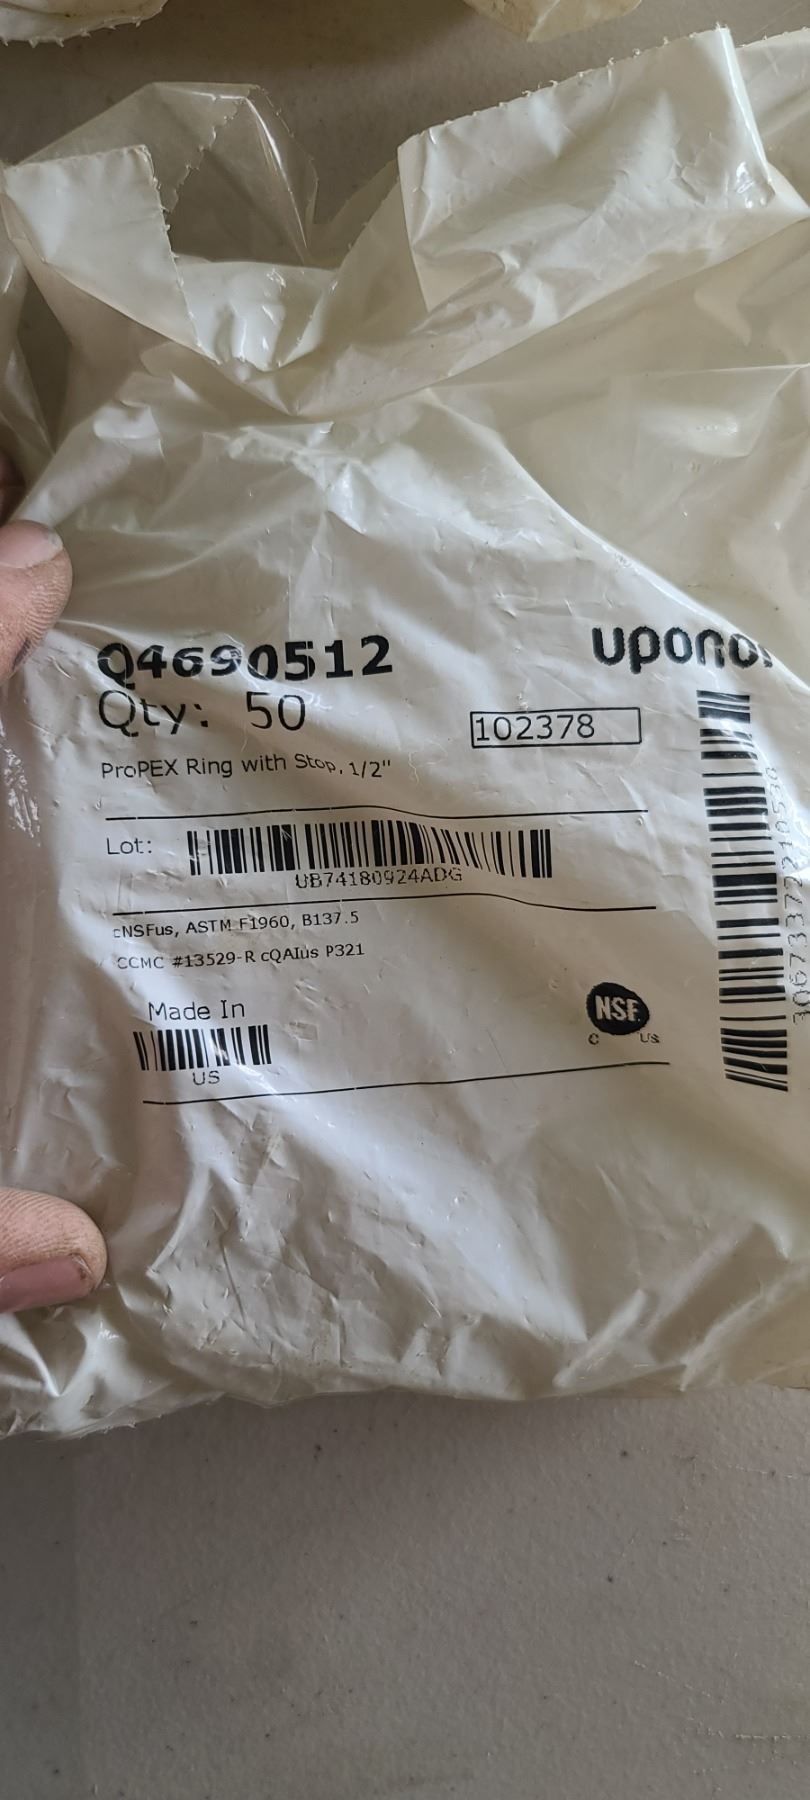 Q4690512
uponor
Qty: 50
102378
ProPEX Ring with Stop, 1/2"
Lot:
UB74180924ADG
cNSFus, ASTM F1960, B137.5
CCMC #13529-R cQAIus P321
Made In
US
NSF
C US